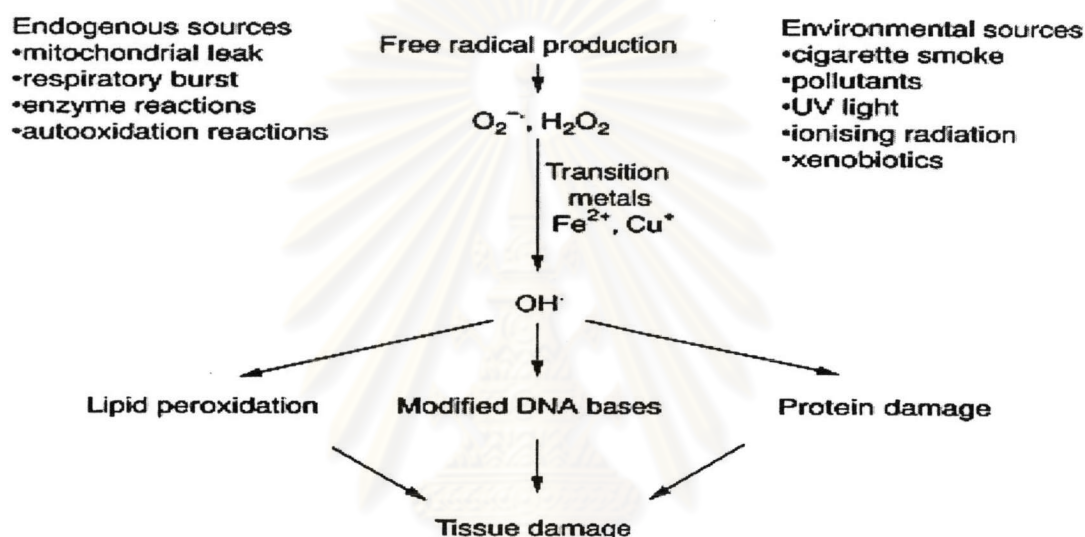 Endogenous sources
•mitochondrial leak
•respiratory burst
•enzyme reactions
•autooxidation reactions
Free radical production
Environmental sources
•cigarette smoke
•pollutants
•UV light
•ionising radiation
•xenobiotics
O₂⁻·, H₂O₂
Transition
metals
Fe²⁺, Cu⁺
OH·
Lipid peroxidation
Modified DNA bases
Protein damage
Tissue damage